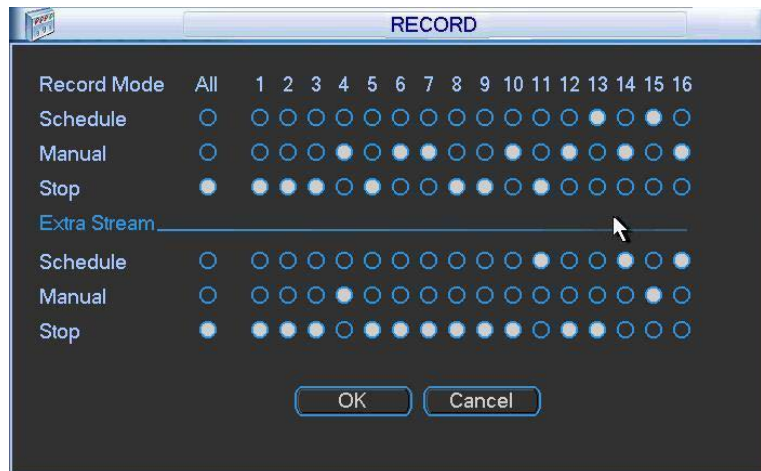 RECORD
Record Mode All 1 2 3 4 5 6 7 8 9 10 11 12 13 14 15 16
Schedule
Manual
Stop
Extra Stream
Schedule
Manual
Stop
OK Cancel